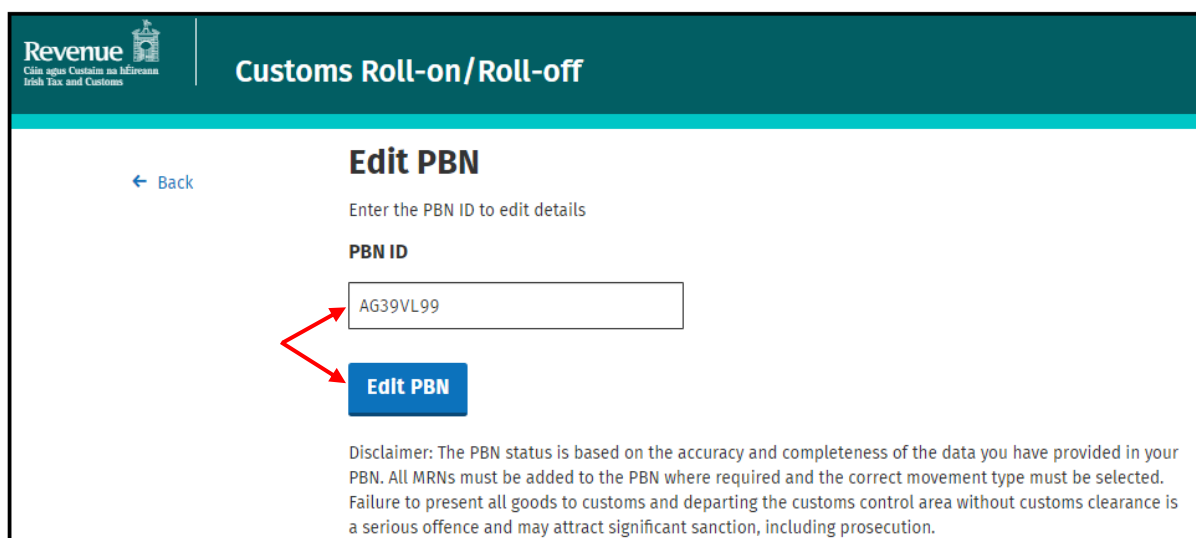 Revenue
Cáin agus Custaim na hÉireann
Irish Tax and Customs
Customs Roll-on/Roll-off
← Back
Edit PBN
Enter the PBN ID to edit details
PBN ID
AG39VL99
Edit PBN
Disclaimer: The PBN status is based on the accuracy and completeness of the data you have provided in your
PBN. All MRNs must be added to the PBN where required and the correct movement type must be selected.
Failure to present all goods to customs and departing the customs control area without customs clearance is
a serious offence and may attract significant sanction, including prosecution.